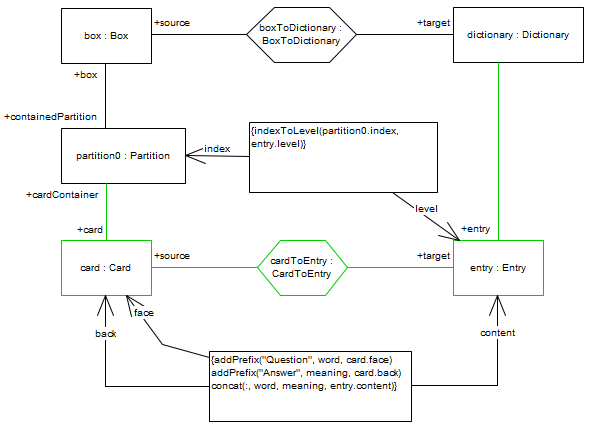 +source
boxToDictionary :
BoxToDictionary
+target
box : Box
dictionary : Dictionary
+box
+containedPartition
{indexToLevel(partition0.index,
entry.level)}
partition0 : Partition
index
+cardContainer
level
+card
+entry
+source
cardToEntry :
CardToEntry
+target
card : Card
entry : Entry
face
back
content
{addPrefix("Question", word, card.face)
addPrefix("Answer", meaning, card.back)
concat(:, word, meaning, entry.content)}